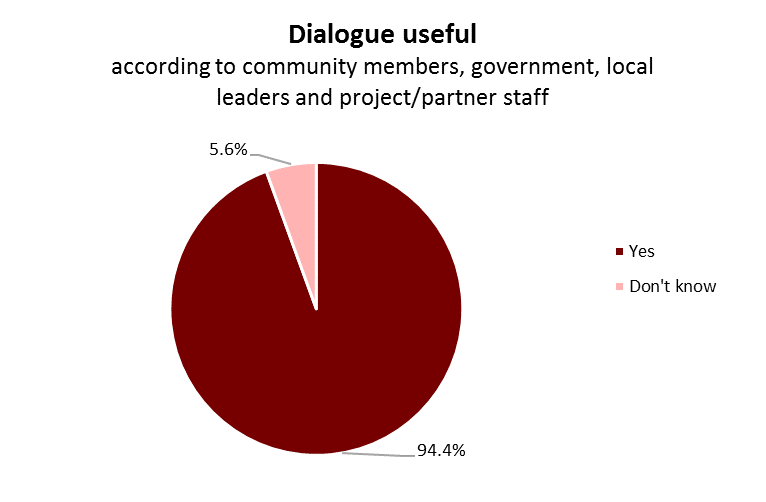 Dialogue useful
according to community members, government, local
leaders and project/partner staff
5.6%
Yes
Don't know
94.4%